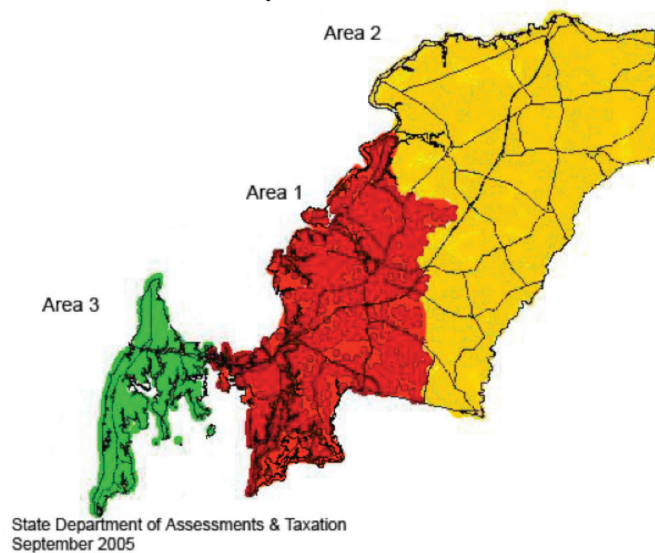 Area 2
Area 1
Area 3
State Department of Assessments & Taxation
September 2005